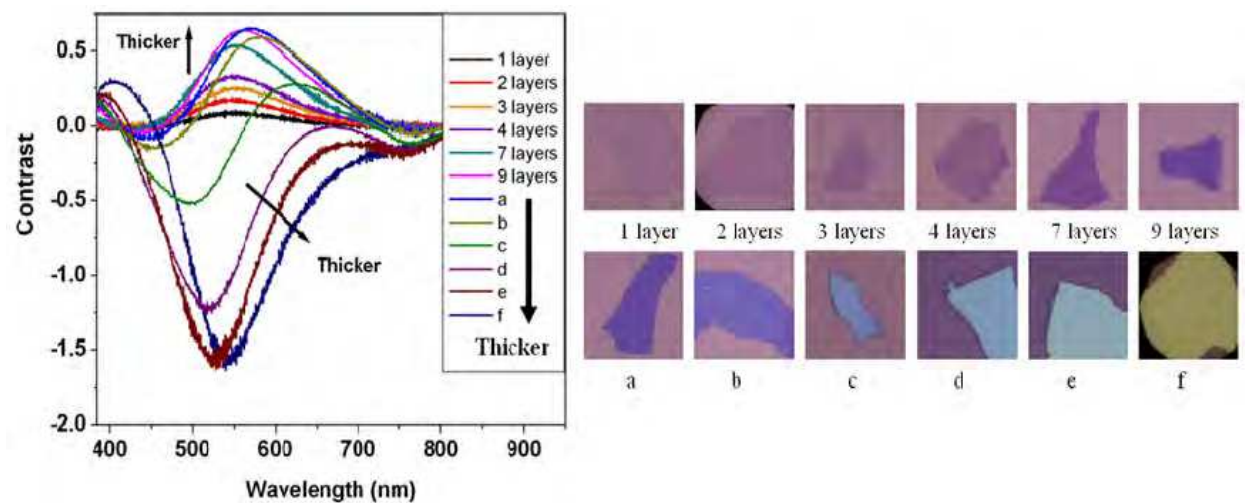 Contrast
0.5
0.0
-0.5
-1.0
-1.5
-2.0
400
500
600
700
800
900
Wavelength (nm)
Thicker
Thicker
1 layer
2 layers
3 layers
4 layers
7 layers
9 layers
a
b
c
d
e
f
Thicker
1 layer
2 layers
3 layers
4 layers
7 layers
9 layers
a
b
c
d
e
f